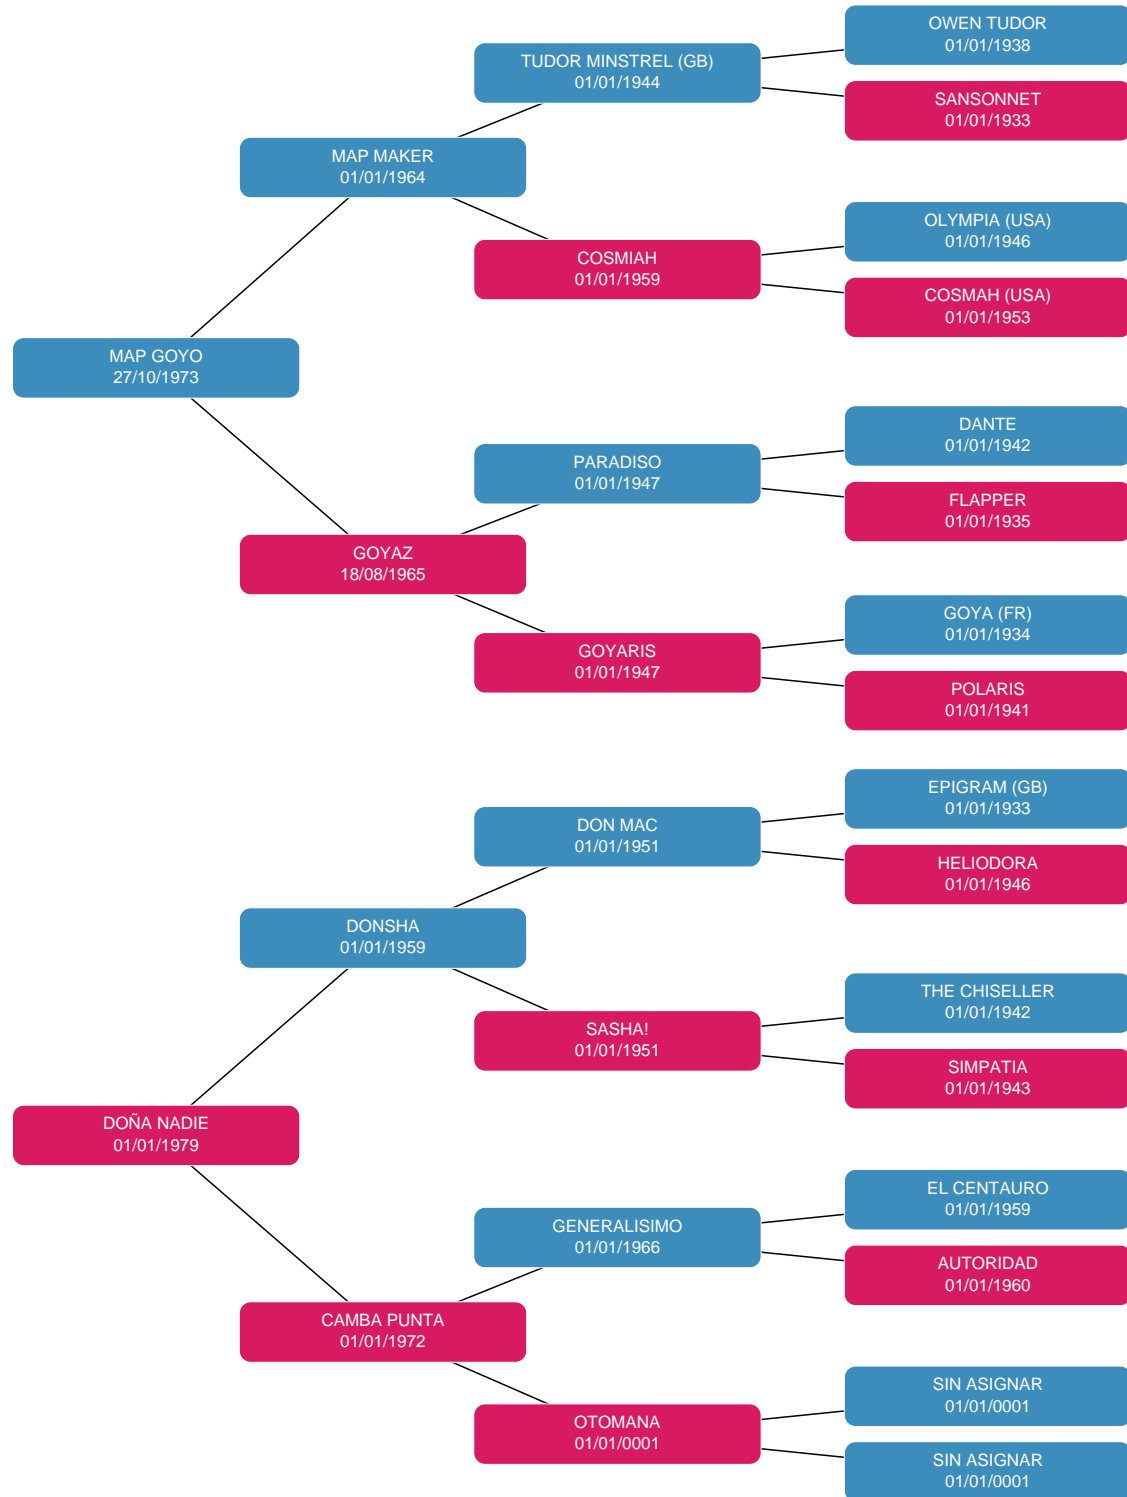 OWEN TUDOR
01/01/1938
TUDOR MINSTREL (GB)
01/01/1944
SANSONNET
01/01/1933
MAP MAKER
01/01/1964
OLYMPIA (USA)
01/01/1946
COSMIAH
01/01/1959
COSMAH (USA)
01/01/1953
MAP GOYO
27/10/1973
DANTE
01/01/1942
PARADISO
01/01/1947
FLAPPER
01/01/1935
GOYAZ
18/08/1965
GOYA (FR)
01/01/1934
GOYARIS
01/01/1947
POLARIS
01/01/1941
EPIGRAM (GB)
01/01/1933
DON MAC
01/01/1951
HELIODORA
01/01/1946
DONSHA
01/01/1959
THE CHISELLER
01/01/1942
SASHA!
01/01/1951
SIMPATIA
01/01/1943
DOÑA NADIE
01/01/1979
EL CENTAURO
01/01/1959
GENERALISIMO
01/01/1966
AUTORIDAD
01/01/1960
CAMBA PUNTA
01/01/1972
SIN ASIGNAR
01/01/0001
OTOMANA
01/01/0001
SIN ASIGNAR
01/01/0001